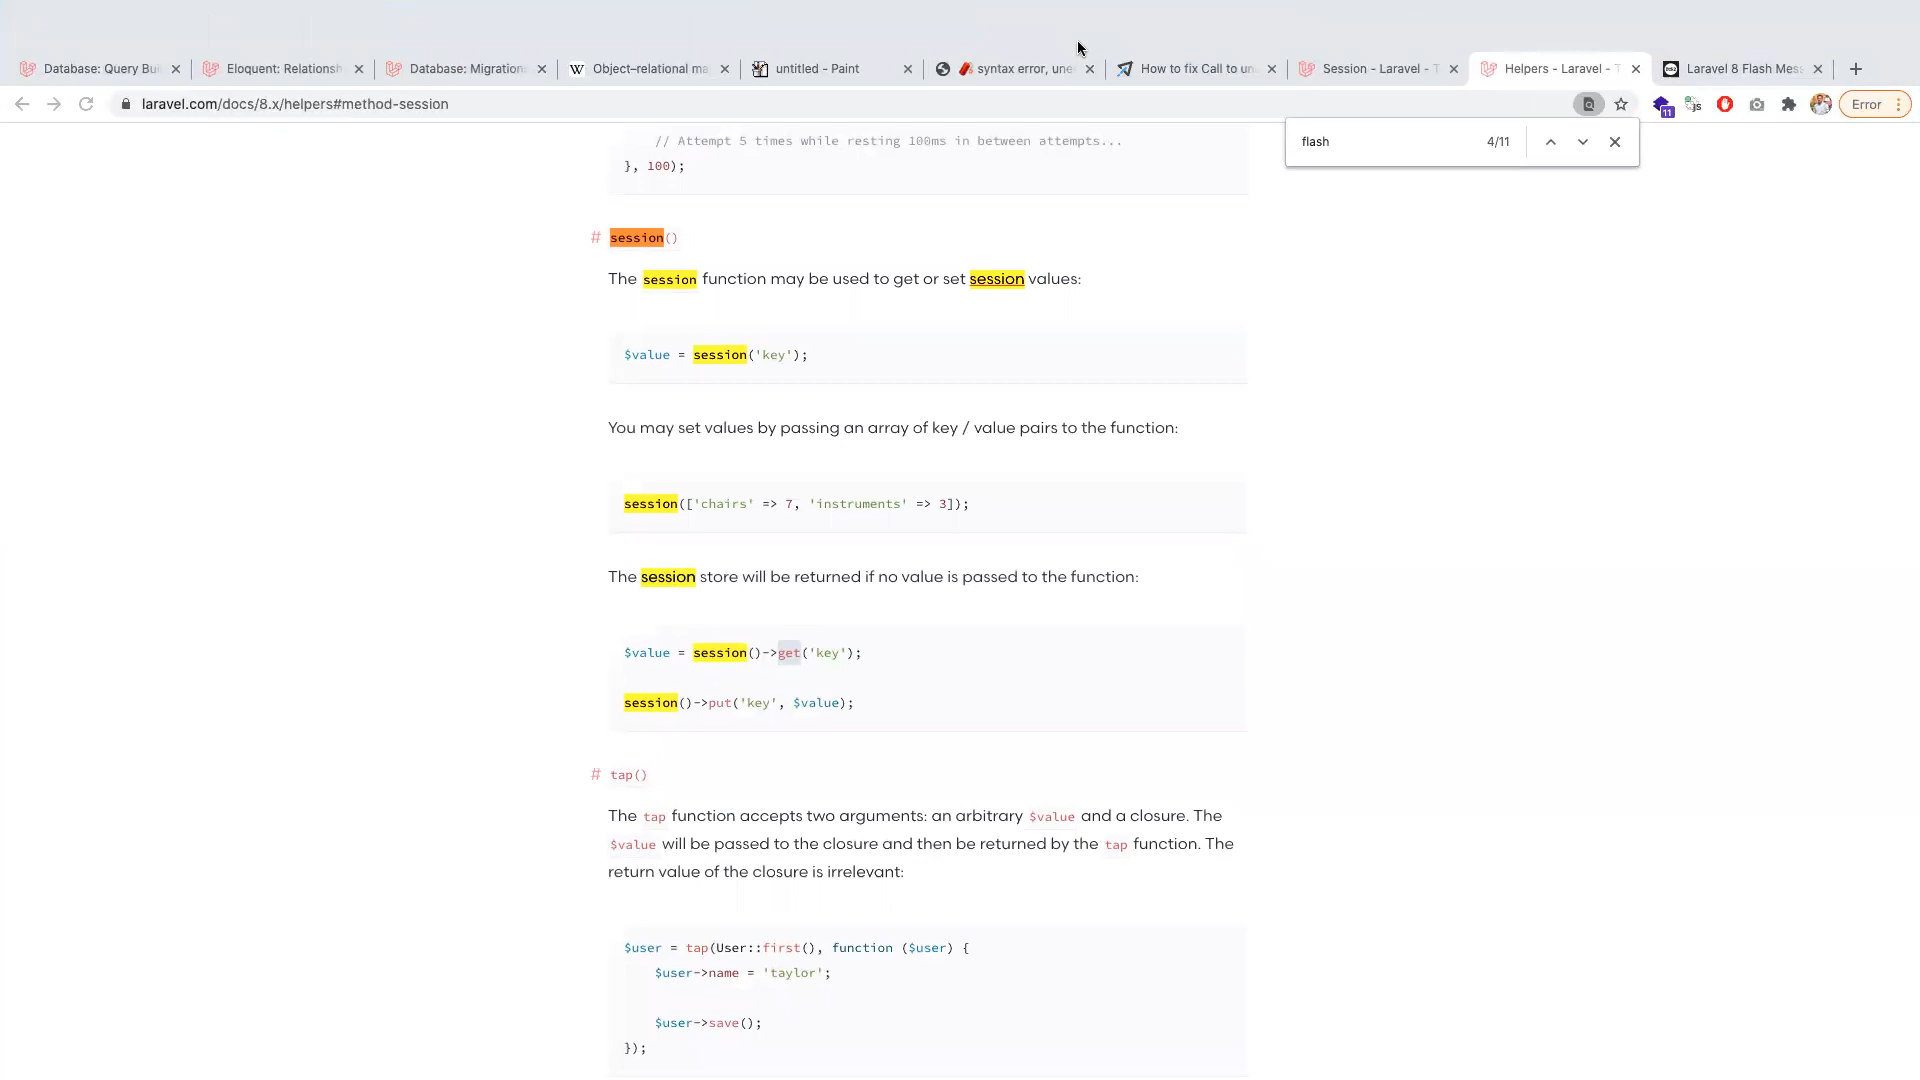 Database: Query Bu
Eloquent: Relationsh
Database: Migration
W Object–relational ma
untitled - Paint
syntax error, une
How to fix Call to un
Session - Laravel - T
Helpers - Laravel - T
Laravel 8 Flash Mess
laravel.com/docs/8.x/helpers#method-session
11
Error
flash 4/11
// Attempt 5 times while resting 100ms in between attempts...
}, 100);
# session()
The session function may be used to get or set session values:
$value = session('key');
You may set values by passing an array of key / value pairs to the function:
session(['chairs' => 7, 'instruments' => 3]);
The session store will be returned if no value is passed to the function:
$value = session()->get('key');
session()->put('key', $value);
# tap()
The tap function accepts two arguments: an arbitrary $value and a closure. The
$value will be passed to the closure and then be returned by the tap function. The
return value of the closure is irrelevant:
$user = tap(User::first(), function ($user) {
$user->name = 'taylor';
$user->save();
});